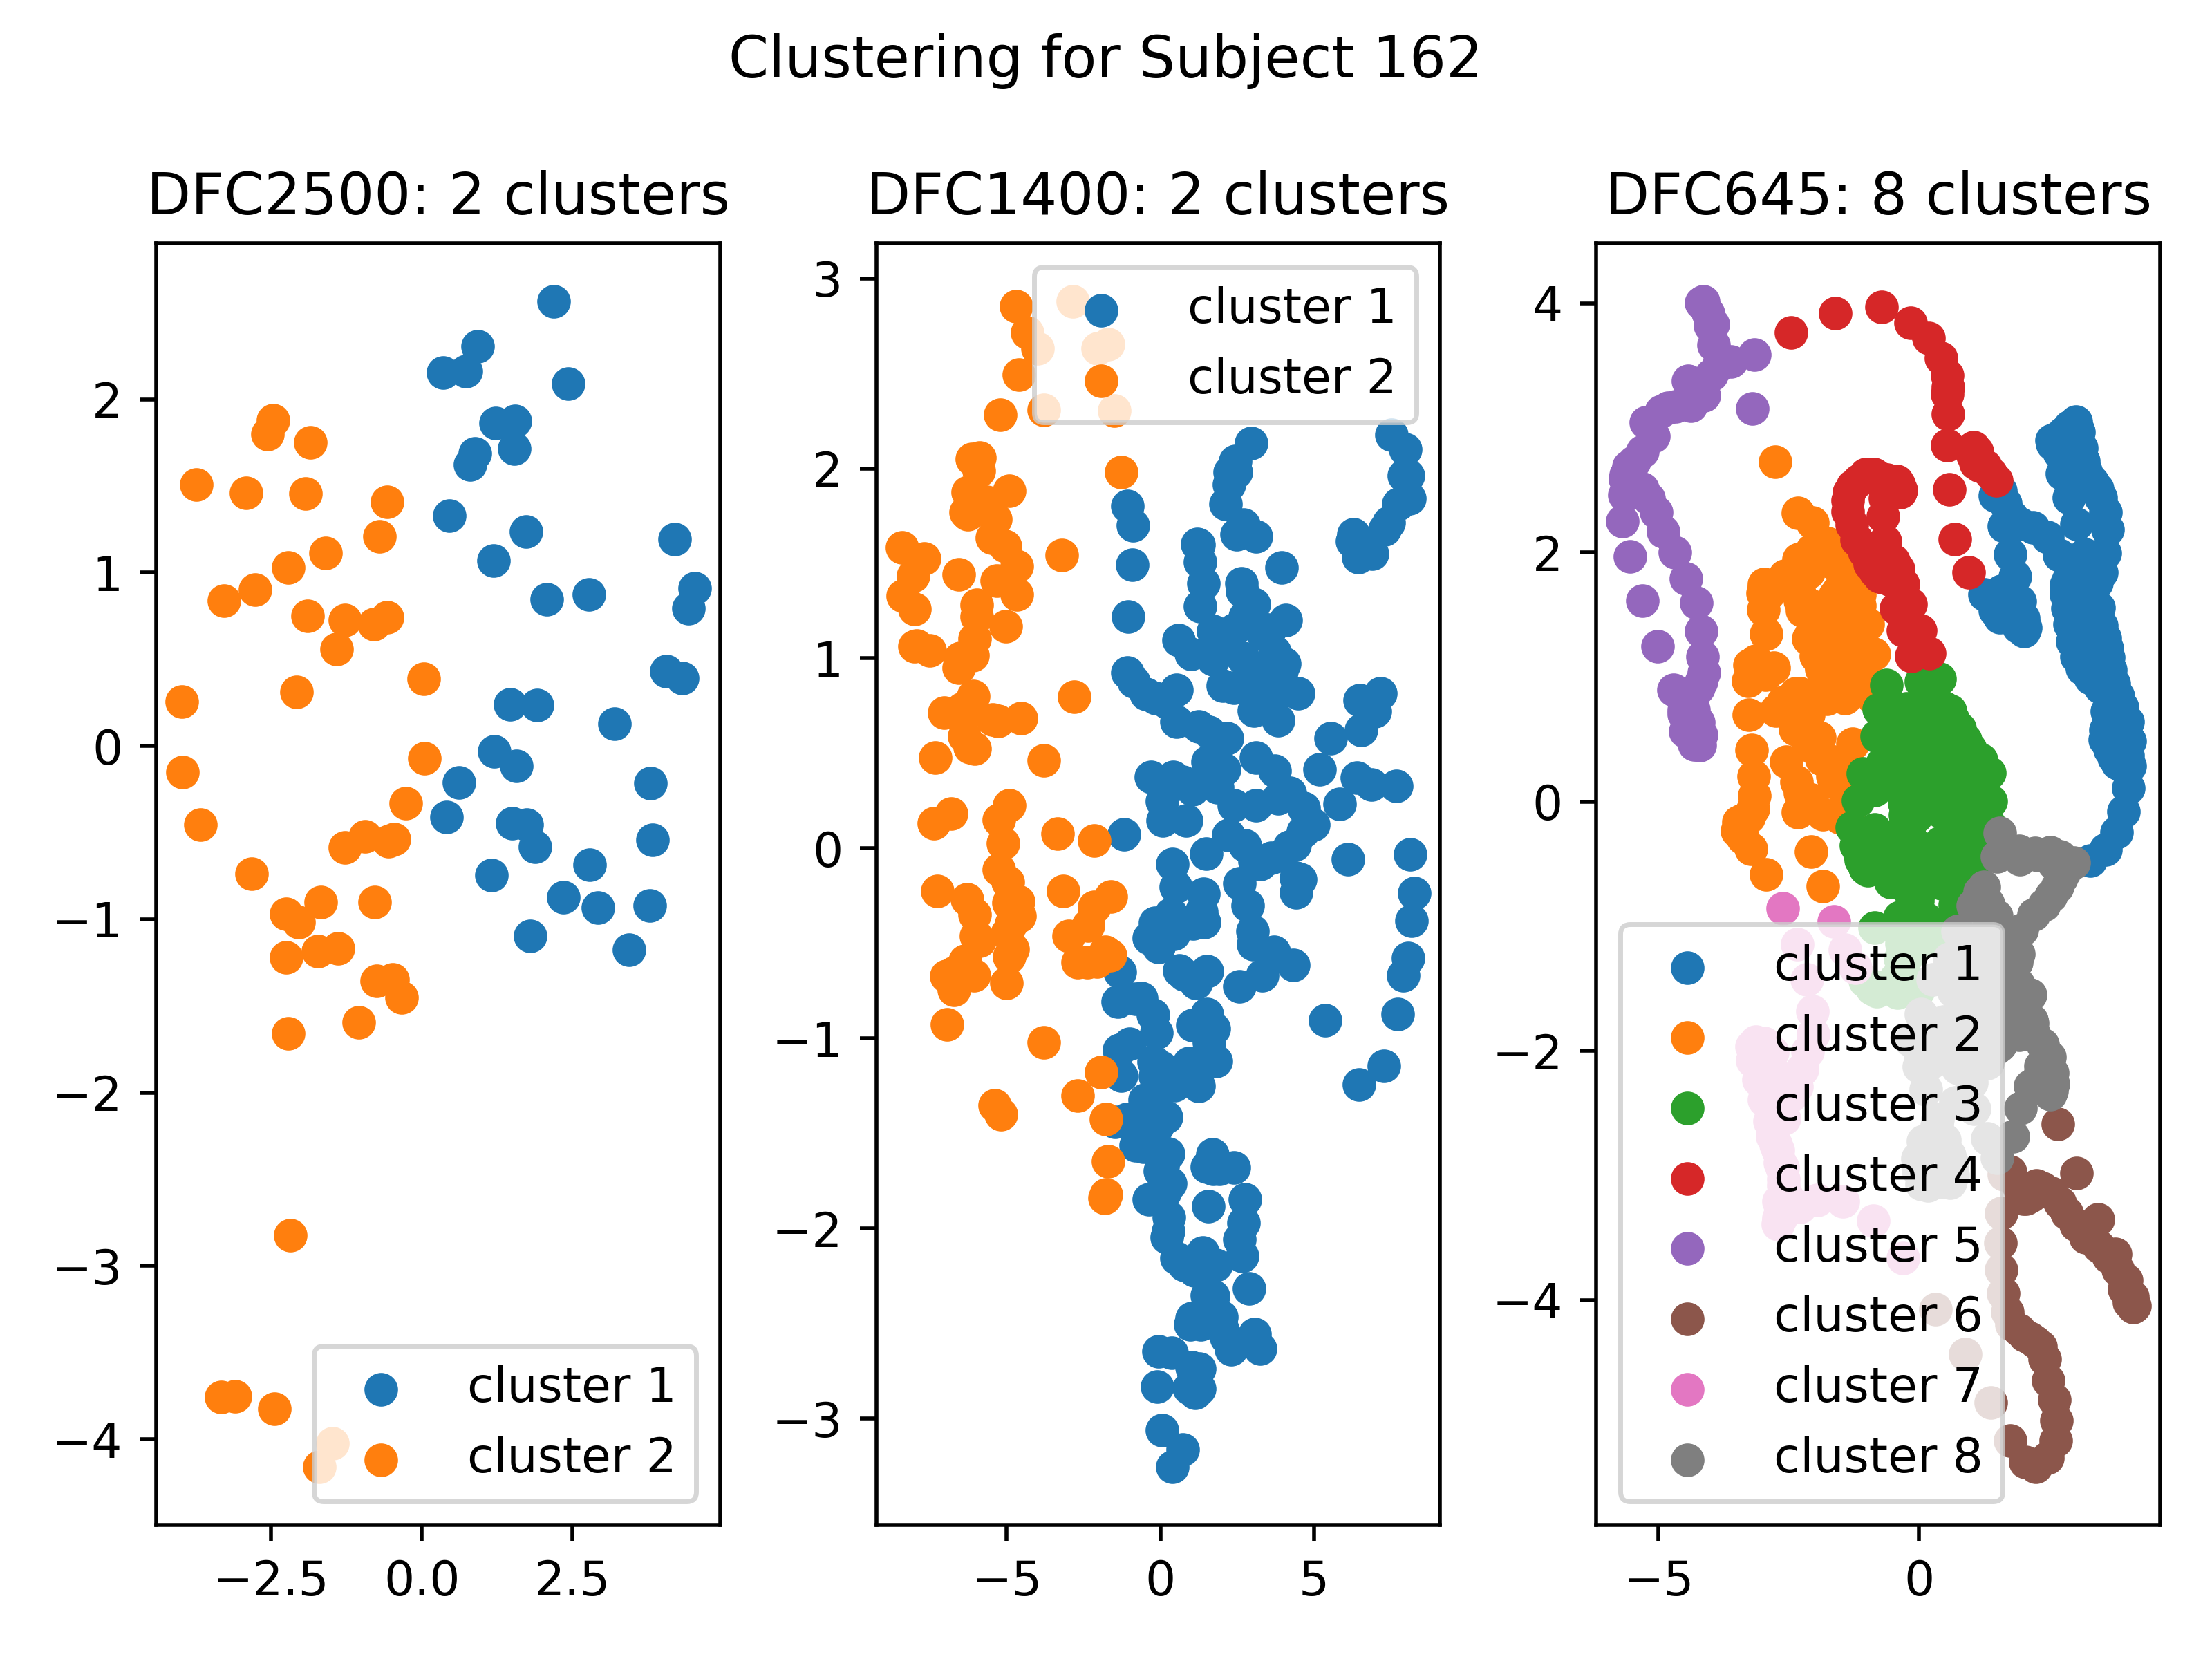 Clustering for Subject 162
DFC2500: 2 clusters
2
1
0
−1
−2
−3
−4
−2.5 0.0 2.5
cluster 1
cluster 2
DFC1400: 2 clusters
3
2
1
0
−1
−2
−3
−5 0 5
cluster 1
cluster 2
DFC645: 8 clusters
4
2
0
−2
−4
−5 0
cluster 1
cluster 2
cluster 3
cluster 4
cluster 5
cluster 6
cluster 7
cluster 8